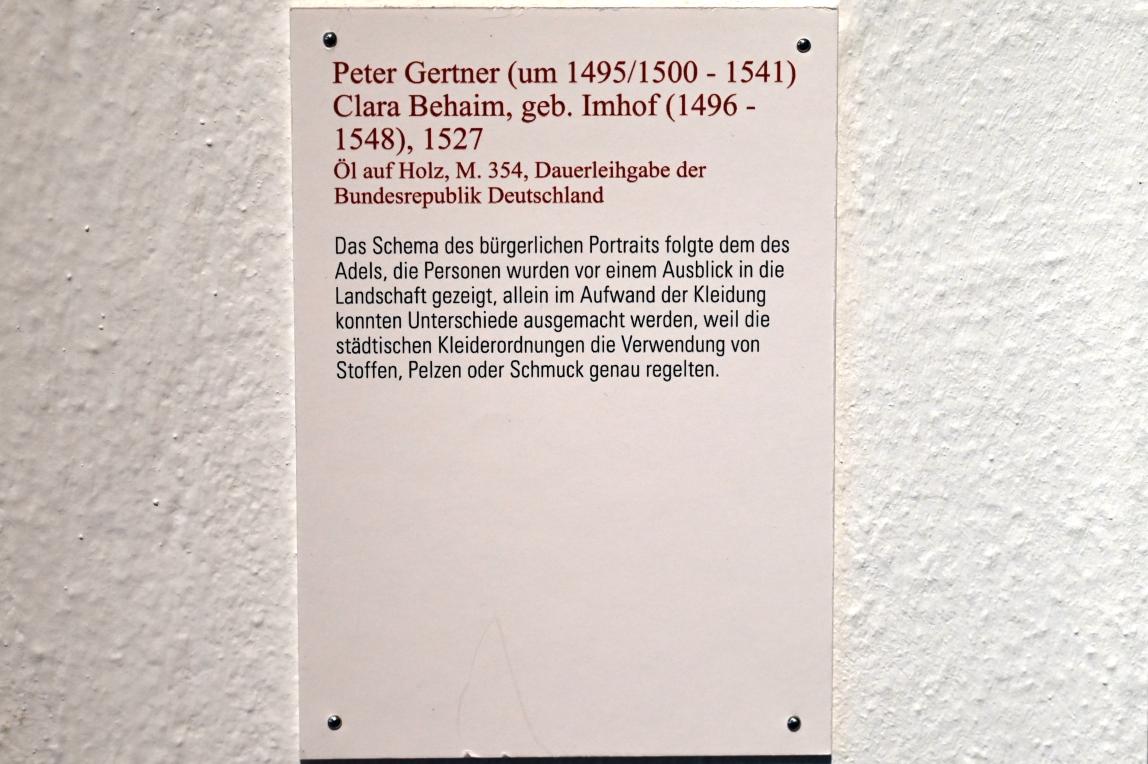 Peter Gertner (um 1495/1500 - 1541)
Clara Behaim, geb. Imhof (1496 -
1548), 1527
Öl auf Holz, M. 354, Dauerleihgabe der
Bundesrepublik Deutschland
Das Schema des bürgerlichen Portraits folgte dem des
Adels, die Personen wurden vor einem Ausblick in die
Landschaft gezeigt, allein im Aufwand der Kleidung
konnten Unterschiede ausgemacht werden, weil die
städtischen Kleiderordnungen die Verwendung von
Stoffen, Pelzen oder Schmuck genau regelten.